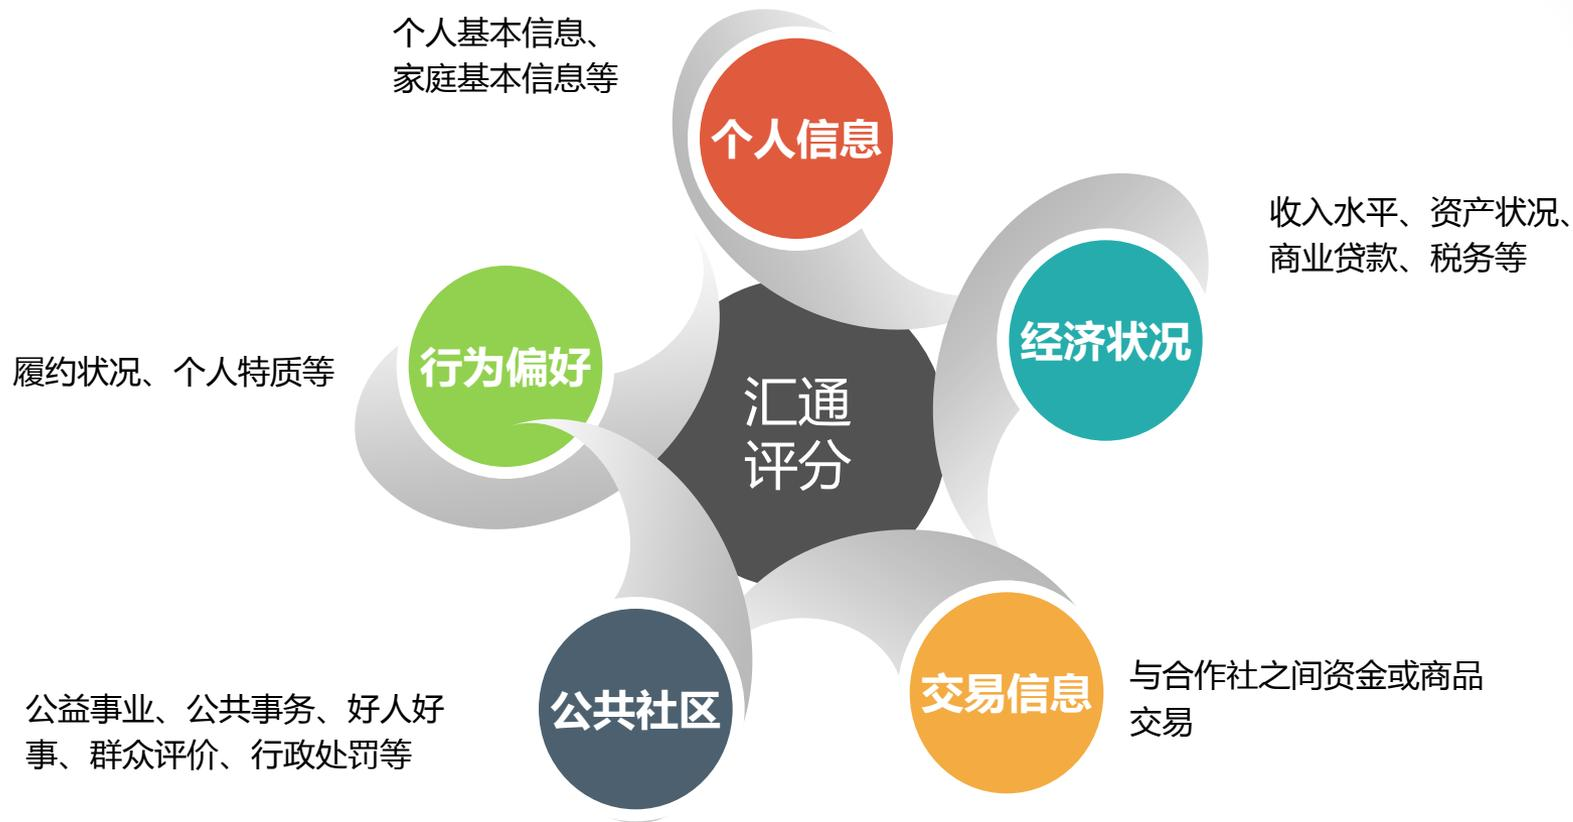 个人基本信息、
家庭基本信息等
个人信息
收入水平、资产状况、
商业贷款、税务等
经济状况
行为偏好
履约状况、个人特质等
汇通
评分
公益事业、公共事务、好人好
事、群众评价、行政处罚等
公共社区
交易信息
与合作社之间资金或商品
交易